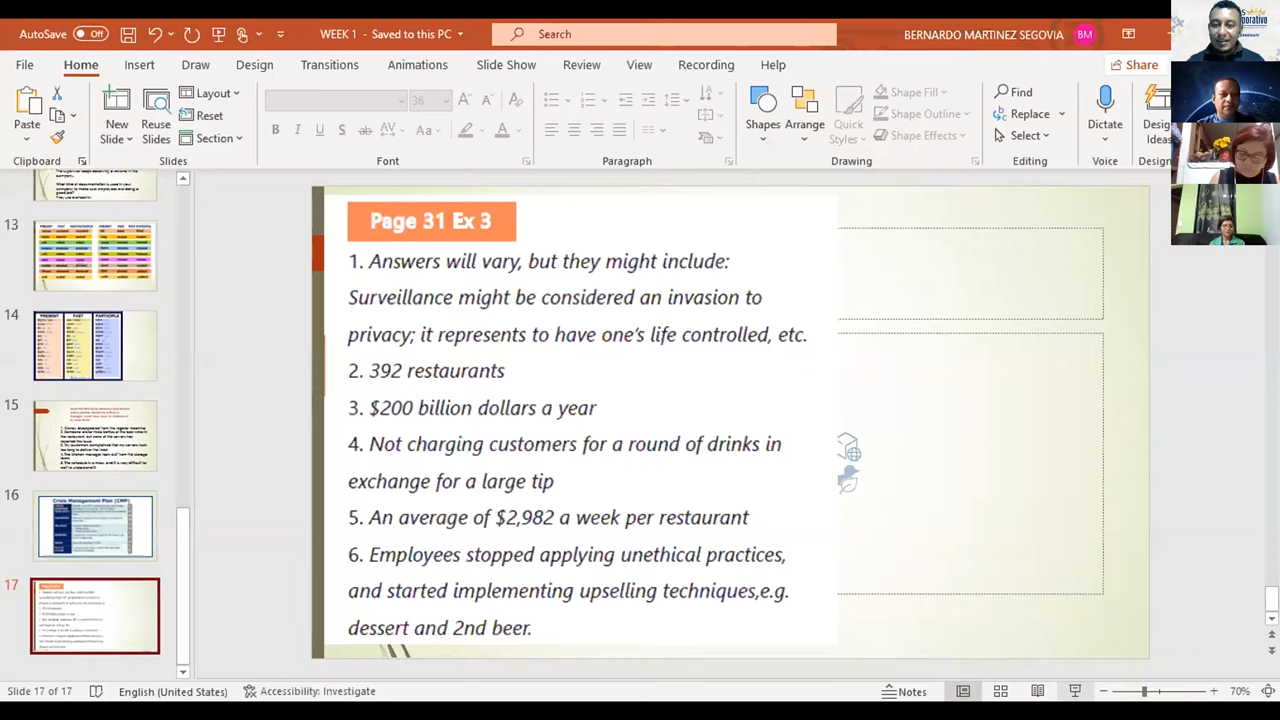 AutoSave Off WEEK 1 - Saved to this PC Search BERNARDO MARTINEZ SEGOVIA BM
File Home Insert Draw Design Transitions Animations Slide Show Review View Recording Help Share
Paste New Slide Reuse Slides Layout Reset Section 36 Shapes Arrange Quick Styles Shape Fill Shape Outline Shape Effects Find Replace Select Dictate
Clipboard Slides Font Paragraph Drawing Editing Voice
13
14
15
16
Crisis Management Plan (CMP)
17
Page 31 Ex 3
1. Answers will vary, but they might include:
Surveillance might be considered an invasion to
privacy; it represents to have one's life controlled, etc.
2. 392 restaurants
3. $200 billion dollars a year
4. Not charging customers for a round of drinks in
exchange for a large tip
5. An average of $2,982 a week per restaurant
6. Employees stopped applying unethical practices,
and started implementing upselling techniques,e.g.
dessert and 2nd beer.
Slide 17 of 17 English (United States) Accessibility: Investigate Notes 70%